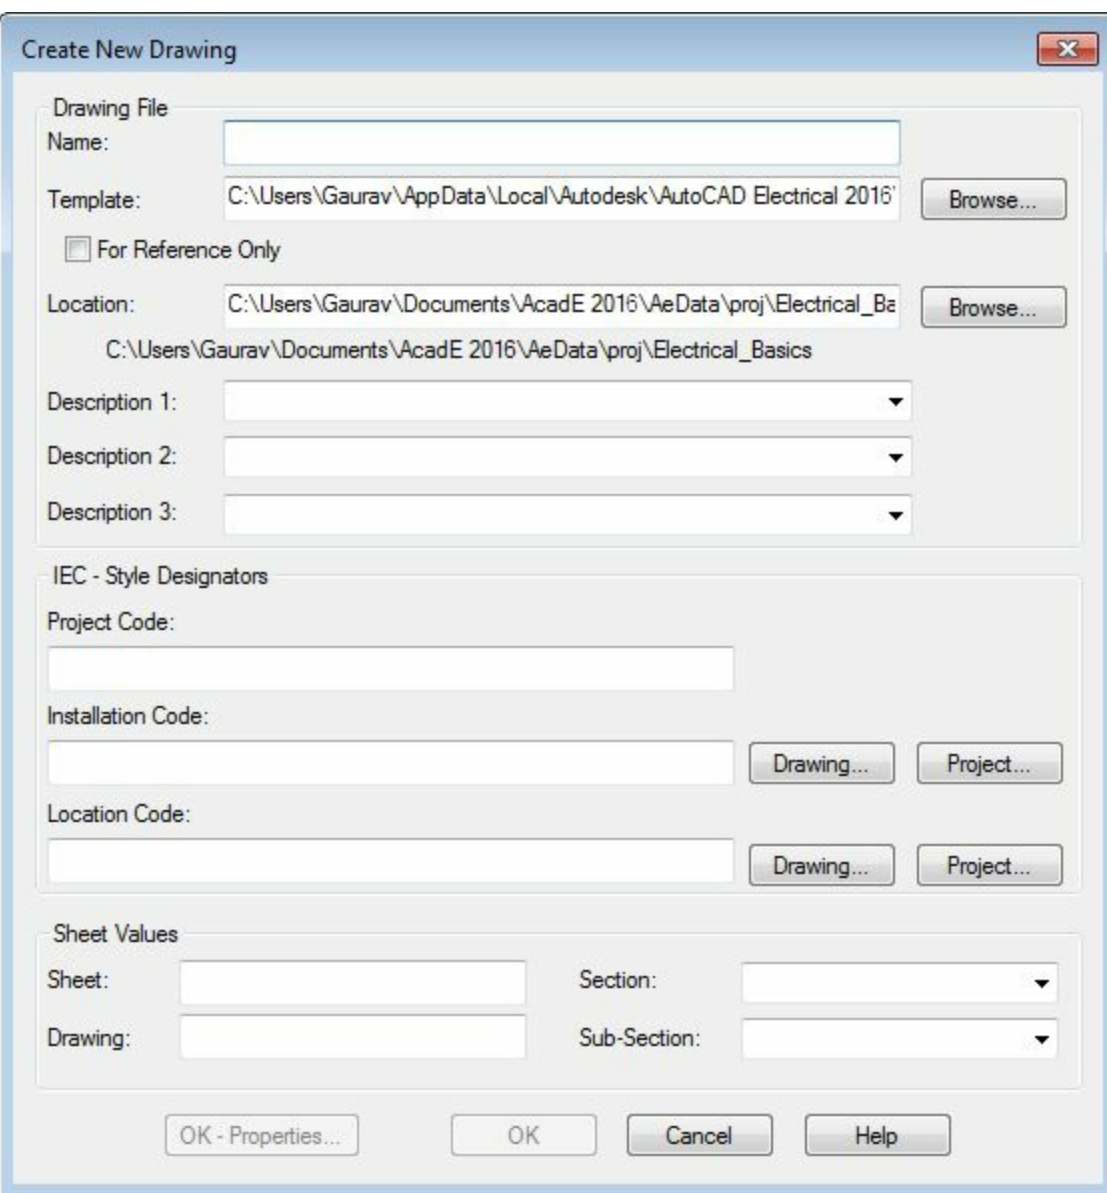 Create New Drawing
Drawing File
Name:
Template: C:\Users\Gaurav\AppData\Local\Autodesk\AutoCAD Electrical 2016\ Browse...
For Reference Only
Location: C:\Users\Gaurav\Documents\AcadE 2016\AeData\proj\Electrical_Ba Browse...
C:\Users\Gaurav\Documents\AcadE 2016\AeData\proj\Electrical_Basics
Description 1:
Description 2:
Description 3:
IEC - Style Designators
Project Code:
Installation Code:
Drawing... Project...
Location Code:
Drawing... Project...
Sheet Values
Sheet: Section:
Drawing: Sub-Section:
OK - Properties... OK Cancel Help